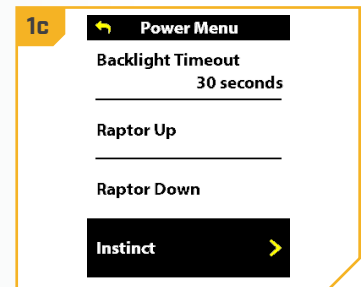 1c
Power Menu
Backlight Timeout
30 seconds
Raptor Up
Raptor Down
Instinct